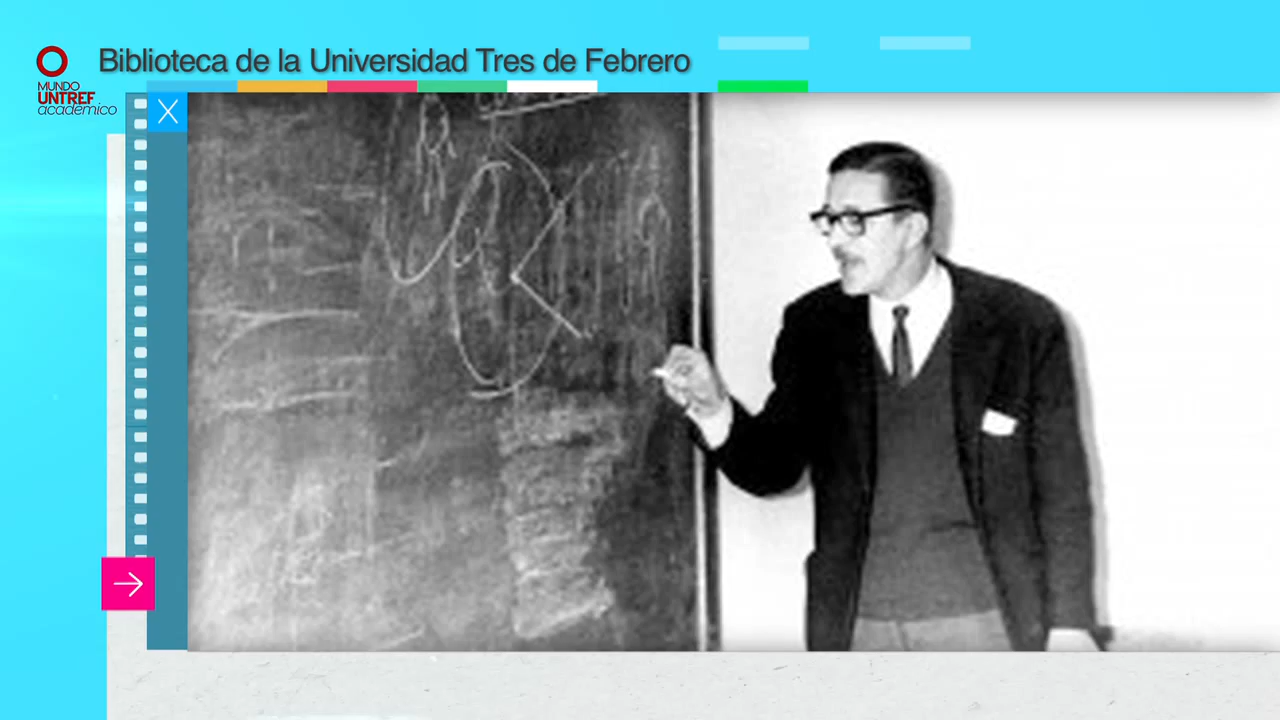 Biblioteca de la Universidad Tres de Febrero
MUNDO
UNTREF
académico
X